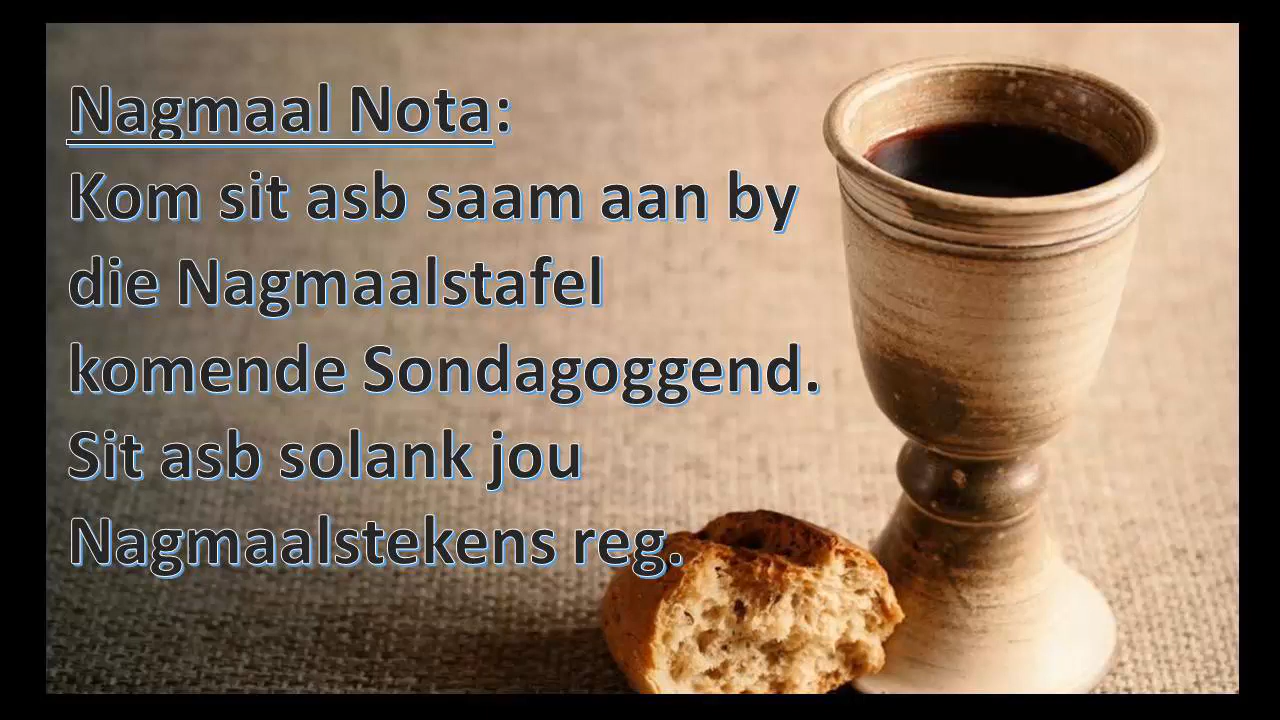 Nagmaal Nota:
Kom sit asb saam aan by
die Nagmaalstafel
komende Sondagoggend.
Sit asb solank jou
Nagmaalstekens reg.